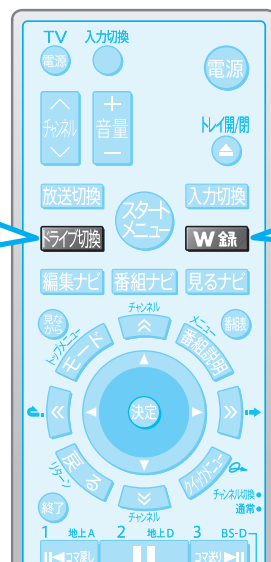 TV 入力切換
電源 電源
チャンネル 音量 トレイ開/閉
放送切換 スタート メニュー 入力切換
ドライブ切換 W録
編集ナビ 番組ナビ 見るナビ
チャンネル
見ながら メニュー 番組表
トップメニュー モード 番組説明
決定
戻る リターン クイックメニュー
チャンネル切換
終了 チャンネル 通常
1 地上A 2 地上D 3 BS-D
コマ戻し コマ送り